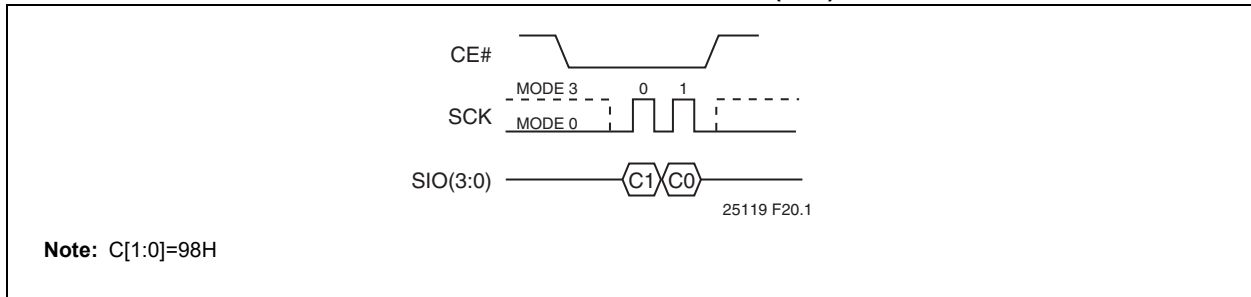 CE#
MODE 3 0 1
SCK
MODE 0
SIO(3:0) C1 C0
25119 F20.1
Note: C[1:0]=98H